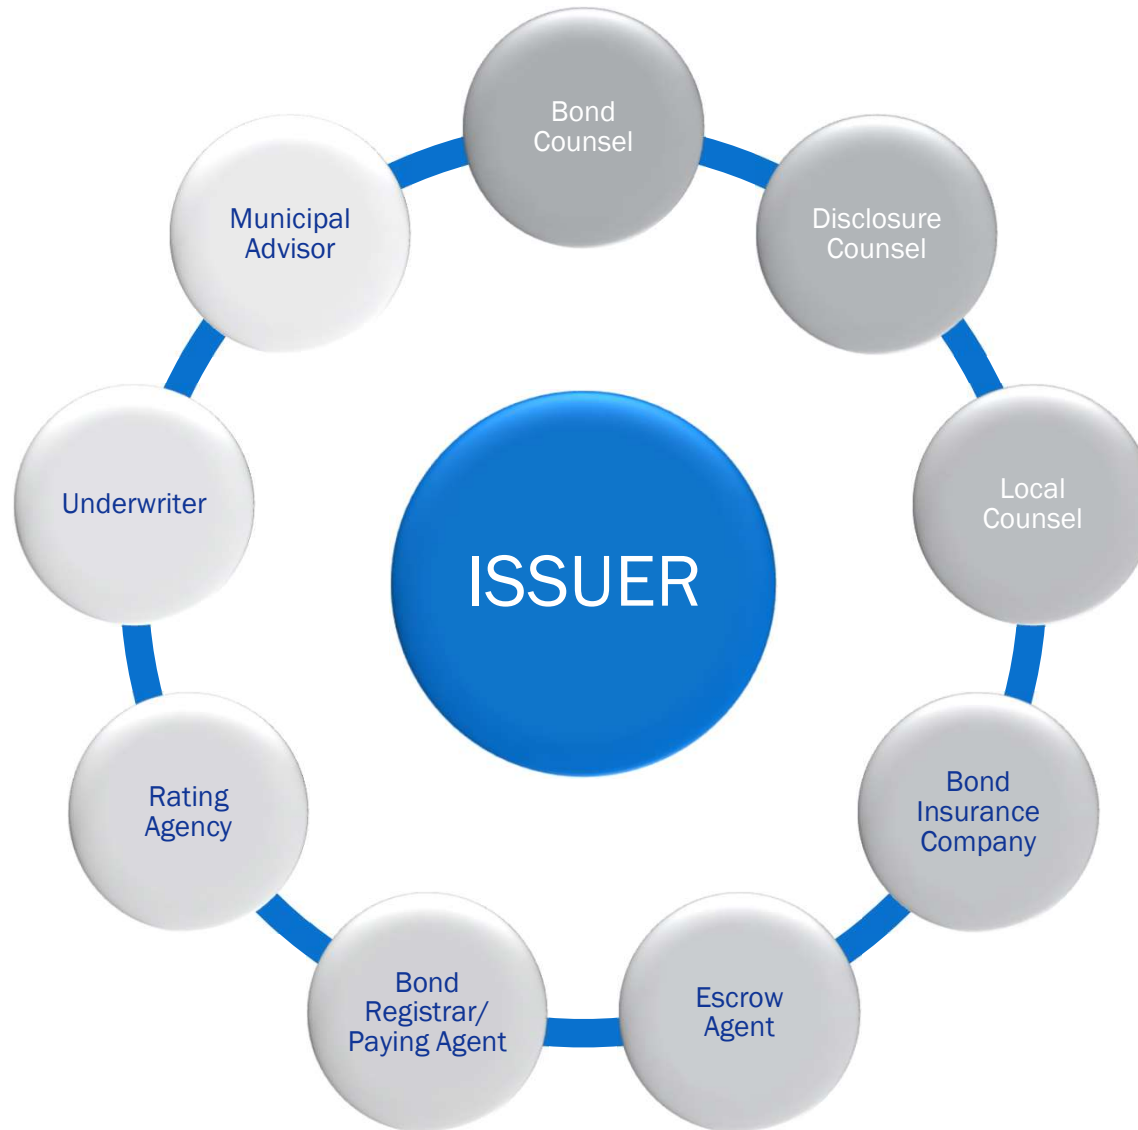 Bond
Counsel
Disclosure
Counsel
Local
Counsel
Bond
Insurance
Company
Escrow
Agent
Bond
Registrar/
Paying Agent
Rating
Agency
Underwriter
Municipal
Advisor
ISSUER